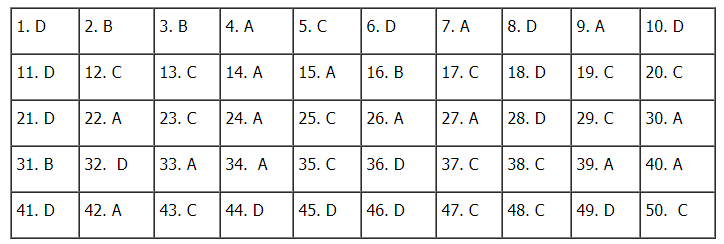 1. D 2. B 3. B 4. A 5. C 6. D 7. A 8. D 9. A 10. D
11. D 12. C 13. C 14. A 15. A 16. B 17. C 18. D 19. C 20. C
21. D 22. A 23. C 24. A 25. C 26. A 27. A 28. D 29. C 30. A
31. B 32. D 33. A 34. A 35. C 36. D 37. C 38. C 39. A 40. A
41. D 42. A 43. C 44. D 45. D 46. D 47. C 48. C 49. D 50. C